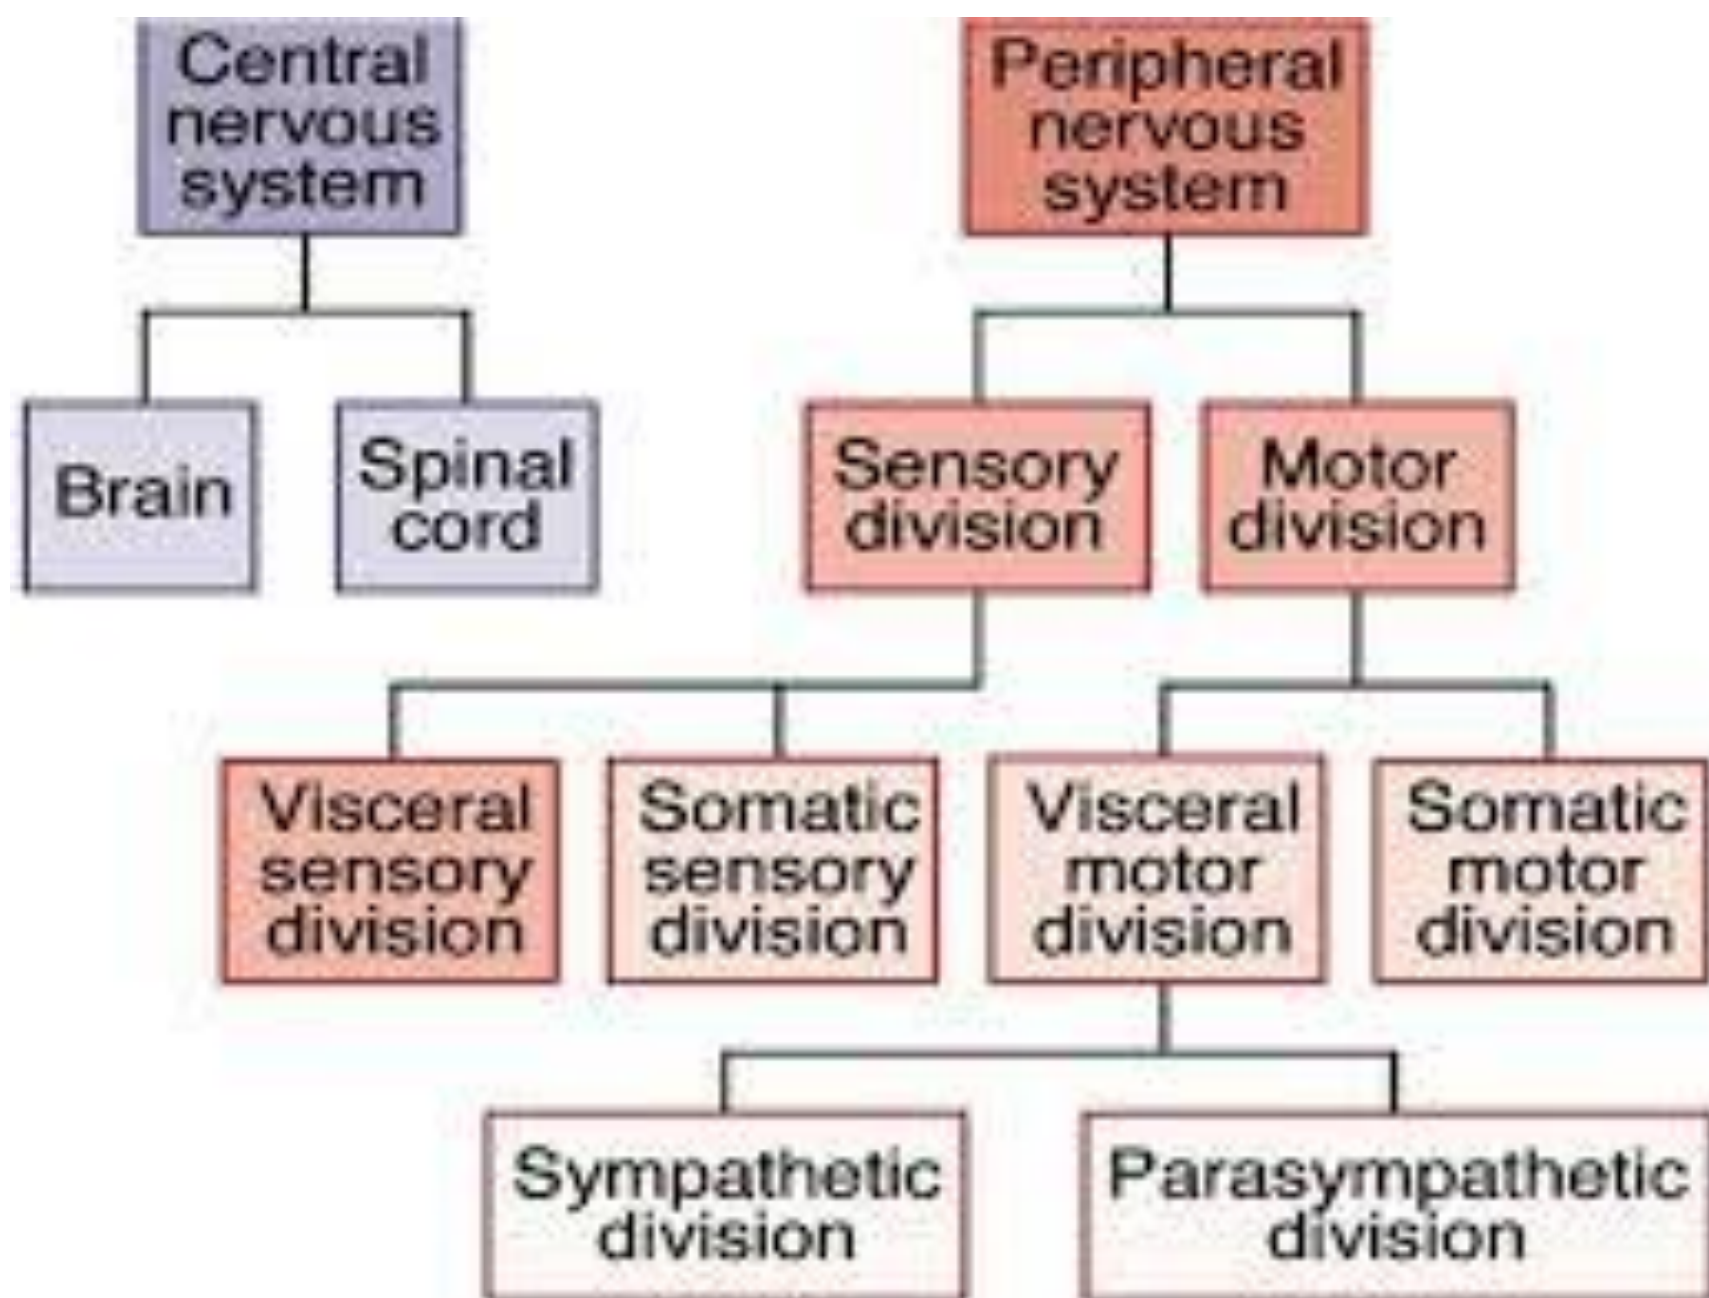 Central
nervous
system
Peripheral
nervous
system
Brain
Spinal
cord
Sensory
division
Motor
division
Visceral
sensory
division
Somatic
sensory
division
Visceral
motor
division
Somatic
motor
division
Sympathetic
division
Parasympathetic
division